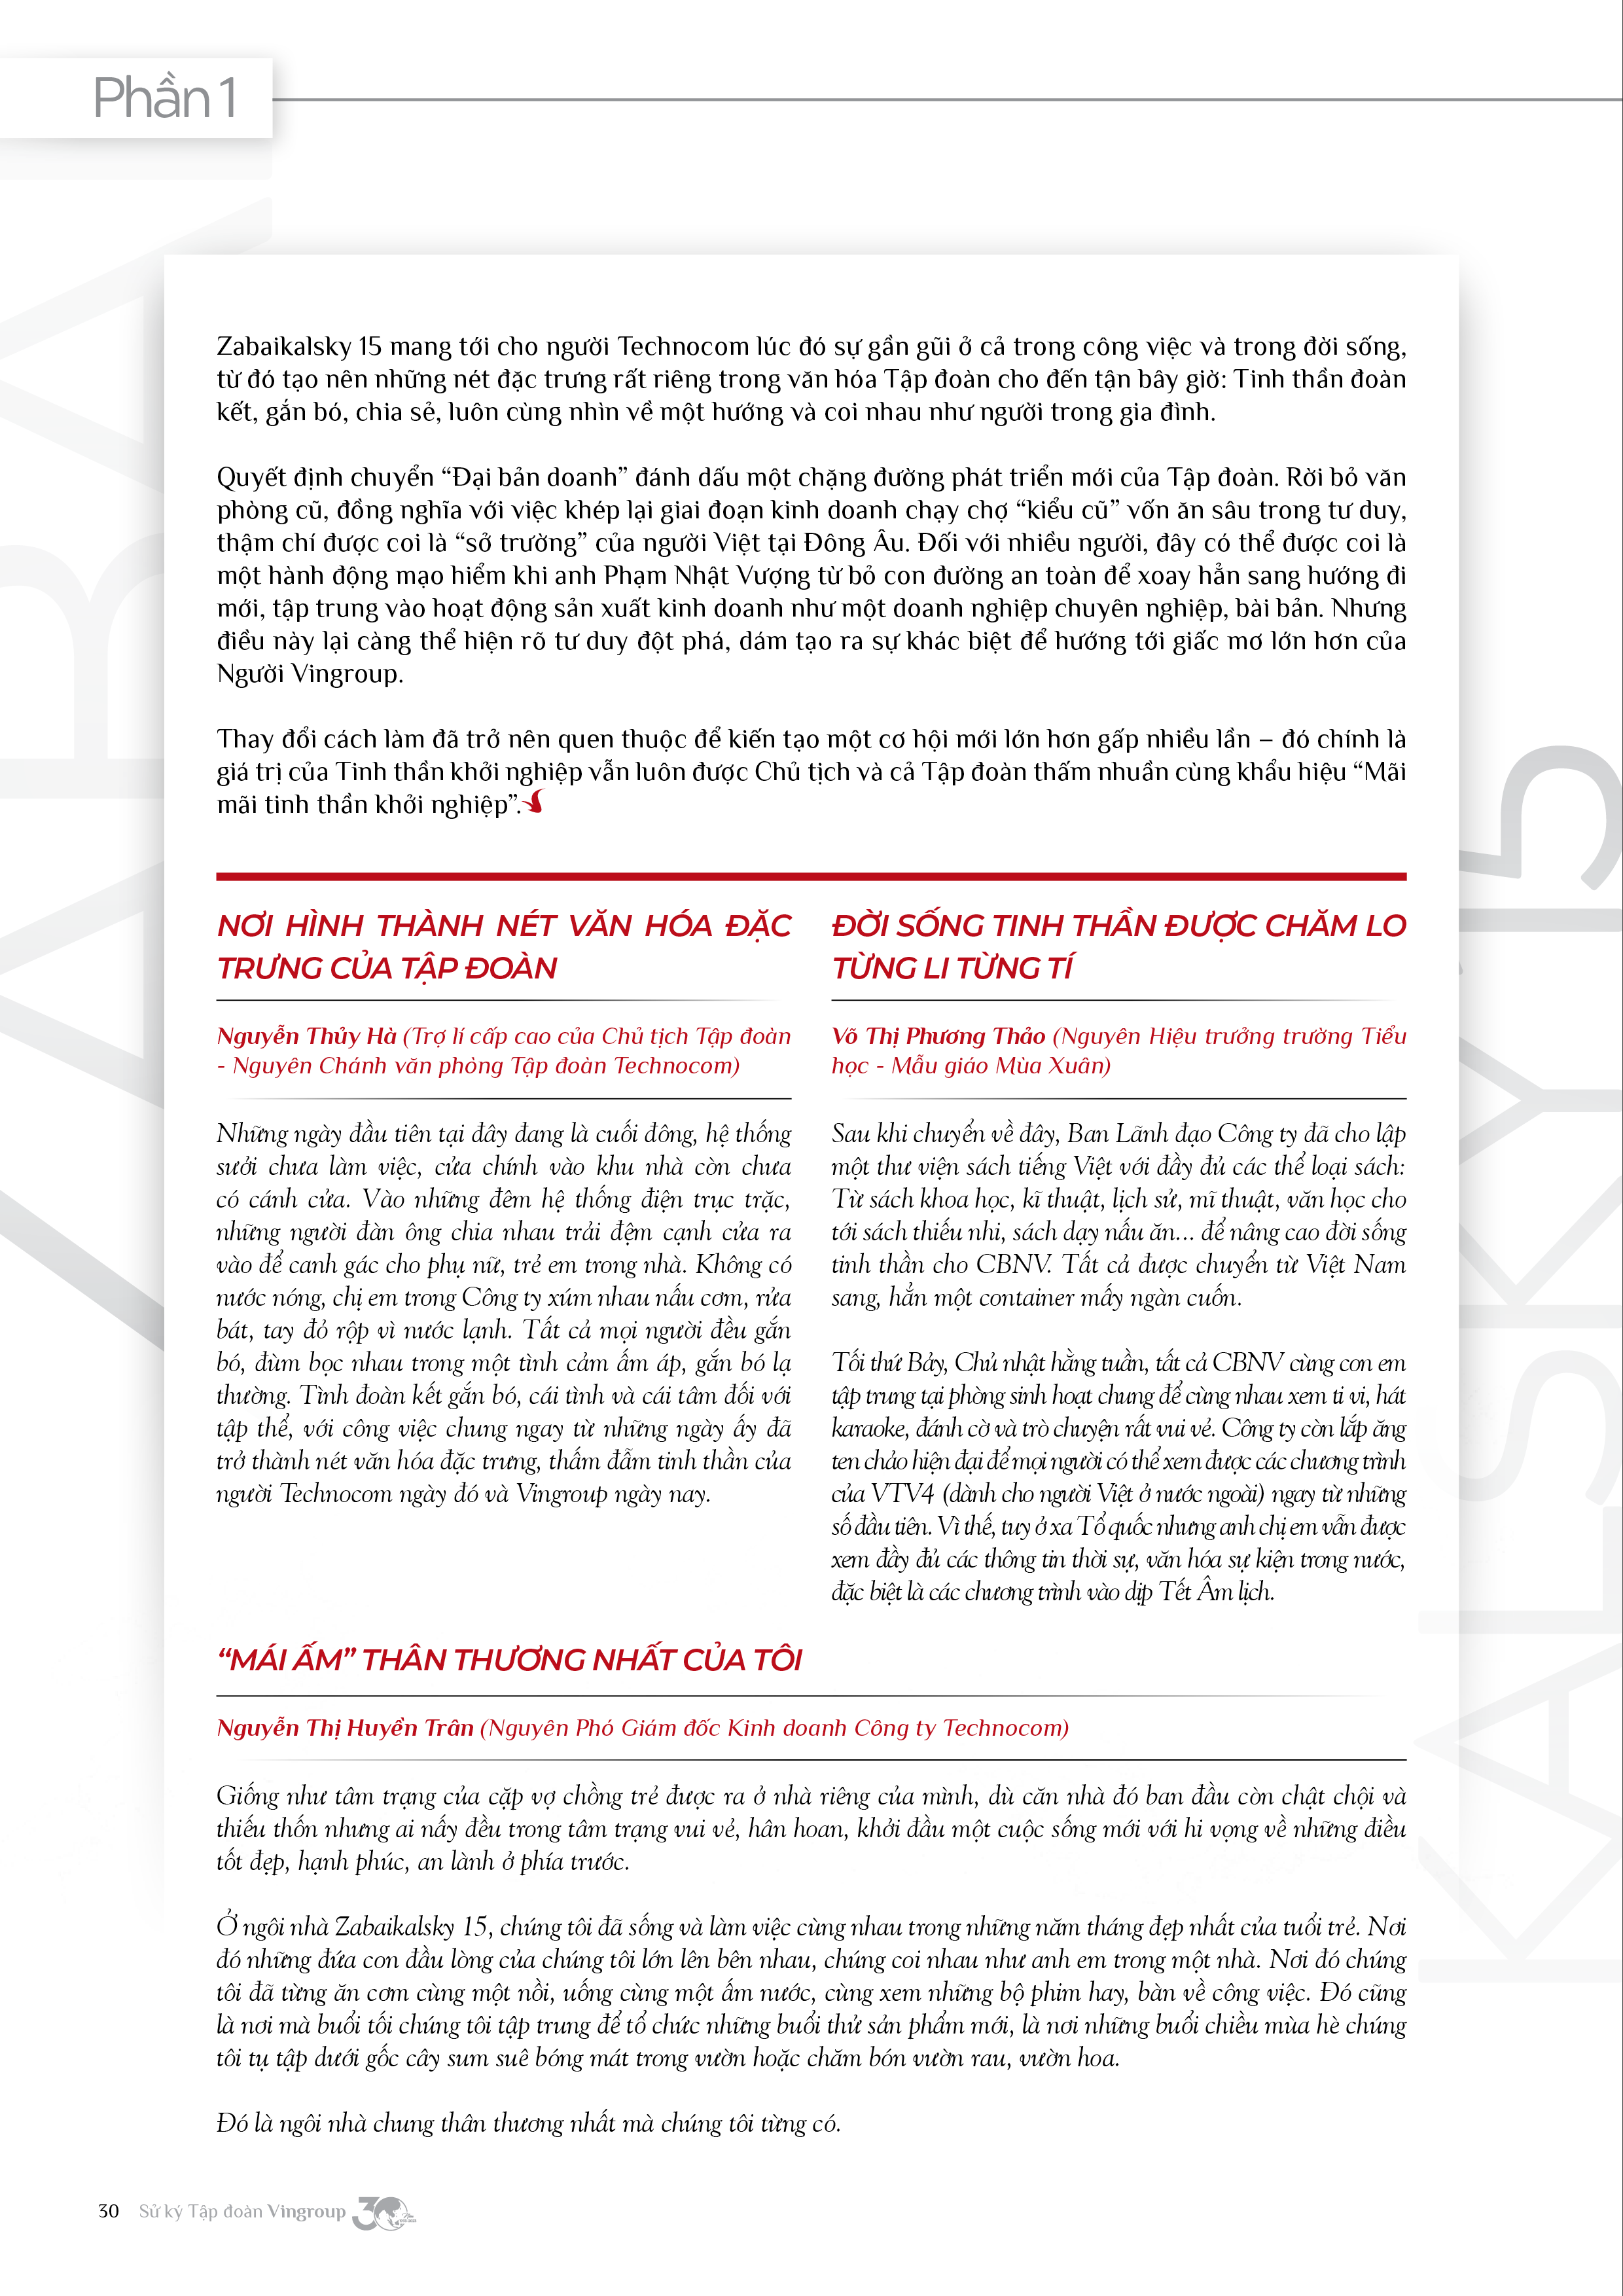 Phần 1
Zabaikalsky 15 mang tới cho người Technocom lúc đó sự gần gũi ở cả trong công việc và trong đời sống,
từ đó tạo nên những nét đặc trưng rất riêng trong văn hóa Tập đoàn cho đến tận bây giờ: Tinh thần đoàn
kết, gắn bó, chia sẻ, luôn cùng nhìn về một hướng và coi nhau như người trong gia đình.
Quyết định chuyển “Đại bản doanh” đánh dấu một chặng đường phát triển mới của Tập đoàn. Rời bỏ văn
phòng cũ, đồng nghĩa với việc khép lại giai đoạn kinh doanh chạy chợ “kiểu cũ” vốn ăn sâu trong tư duy,
thậm chí được coi là “sở trường” của người Việt tại Đông Âu. Đối với nhiều người, đây có thể được coi là
một hành động mạo hiểm khi anh Phạm Nhật Vượng từ bỏ con đường an toàn để xoay hẳn sang hướng đi
mới, tập trung vào hoạt động sản xuất kinh doanh như một doanh nghiệp chuyên nghiệp, bài bản. Nhưng
điều này lại càng thể hiện rõ tư duy đột phá, dám tạo ra sự khác biệt để hướng tới giấc mơ lớn hơn của
Người Vingroup.
Thay đổi cách làm đã trở nên quen thuộc để kiến tạo một cơ hội mới lớn hơn gấp nhiều lần – đó chính là
giá trị của Tinh thần khởi nghiệp vẫn luôn được Chủ tịch và cả Tập đoàn thấm nhuần cùng khẩu hiệu “Mãi
mãi tinh thần khởi nghiệp”.
NƠI HÌNH THÀNH NÉT VĂN HÓA ĐẶC
TRƯNG CỦA TẬP ĐOÀN
Nguyễn Thủy Hà (Trợ lí cấp cao của Chủ tịch Tập đoàn
- Nguyên Chánh văn phòng Tập đoàn Technocom)
Những ngày đầu tiên tại đây đang là cuối đông, hệ thống
sưởi chưa làm việc, cửa chính vào khu nhà còn chưa
có cánh cửa. Vào những đêm hệ thống điện trục trặc,
những người đàn ông chia nhau trải đệm cạnh cửa ra
vào để canh gác cho phụ nữ, trẻ em trong nhà. Không có
nước nóng, chị em trong Công ty xúm nhau nấu cơm, rửa
bát, tay đỏ rộp vì nước lạnh. Tất cả mọi người đều gắn
bó, đùm bọc nhau trong một tình cảm ấm áp, gắn bó lạ
thường. Tình đoàn kết gắn bó, cái tình và cái tâm đối với
tập thể, với công việc chung ngay từ những ngày ấy đã
trở thành nét văn hóa đặc trưng, thấm đẫm tinh thần của
người Technocom ngày đó và Vingroup ngày nay.
ĐỜI SỐNG TINH THẦN ĐƯỢC CHĂM LO
TỪNG LI TỪNG TÍ
Võ Thị Phương Thảo (Nguyên Hiệu trưởng trường Tiểu
học - Mẫu giáo Mùa Xuân)
Sau khi chuyển về đây, Ban Lãnh đạo Công ty đã cho lập
một thư viện sách tiếng Việt với đầy đủ các thể loại sách:
Từ sách khoa học, kĩ thuật, lịch sử, mĩ thuật, văn học cho
tới sách thiếu nhi, sách dạy nấu ăn... để nâng cao đời sống
tinh thần cho CBNV. Tất cả được chuyển từ Việt Nam
sang, hẳn một container mấy ngàn cuốn.
Tối thứ Bảy, Chủ nhật hằng tuần, tất cả CBNV cùng con em
tập trung tại phòng sinh hoạt chung để cùng nhau xem ti vi, hát
karaoke, đánh cờ và trò chuyện rất vui vẻ. Công ty còn lắp ăng
ten chảo hiện đại để mọi người có thể xem được các chương trình
của VTV4 (dành cho người Việt ở nước ngoài) ngay từ những
số đầu tiên. Vì thế, tuy ở xa Tổ quốc nhưng anh chị em vẫn được
xem đầy đủ các thông tin thời sự, văn hóa sự kiện trong nước,
đặc biệt là các chương trình vào dịp Tết Âm lịch.
“MÁI ẤM” THÂN THƯƠNG NHẤT CỦA TÔI
Nguyễn Thị Huyền Trân (Nguyên Phó Giám đốc Kinh doanh Công ty Technocom)
Giống như tâm trạng của cặp vợ chồng trẻ được ra ở nhà riêng của mình, dù căn nhà đó ban đầu còn chật chội và
thiếu thốn nhưng ai nấy đều trong tâm trạng vui vẻ, hân hoan, khởi đầu một cuộc sống mới với hi vọng về những điều
tốt đẹp, hạnh phúc, an lành ở phía trước.
Ở ngôi nhà Zabaikalsky 15, chúng tôi đã sống và làm việc cùng nhau trong những năm tháng đẹp nhất của tuổi trẻ. Nơi
đó những đứa con đầu lòng của chúng tôi lớn lên bên nhau, chúng coi nhau như anh em trong một nhà. Nơi đó chúng
tôi đã từng ăn cơm cùng một nồi, uống cùng một ấm nước, cùng xem những bộ phim hay, bàn về công việc. Đó cũng
là nơi mà buổi tối chúng tôi tập trung để tổ chức những buổi thử sản phẩm mới, là nơi những buổi chiều mùa hè chúng
tôi tụ tập dưới gốc cây sum suê bóng mát trong vườn hoặc chăm bón vườn rau, vườn hoa.
Đó là ngôi nhà chung thân thương nhất mà chúng tôi từng có.
30 Sử ký Tập đoàn Vingroup 30